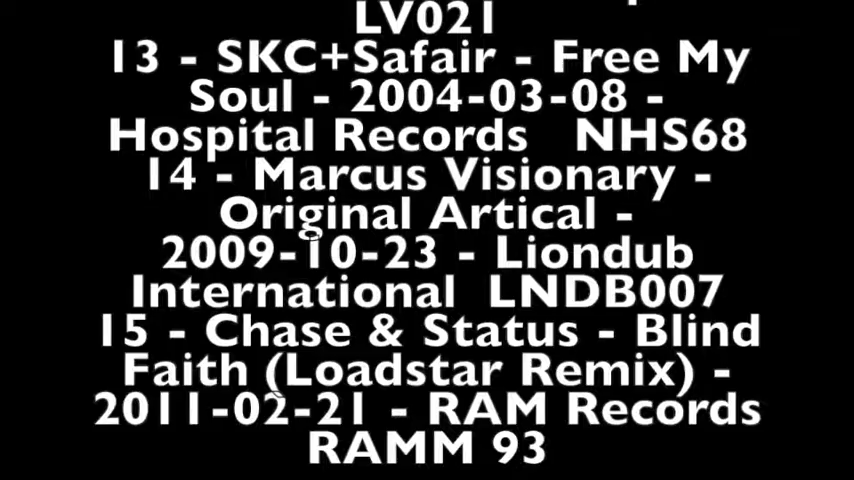 LV021
13 - SKC+Safair - Free My
Soul - 2004-03-08 -
Hospital Records   NHS68
14 - Marcus Visionary -
Original Artical -
2009-10-23 - Liondub
International  LNDB007
15 - Chase & Status - Blind
Faith (Loadstar Remix) -
2011-02-21 - RAM Records
RAMM 93